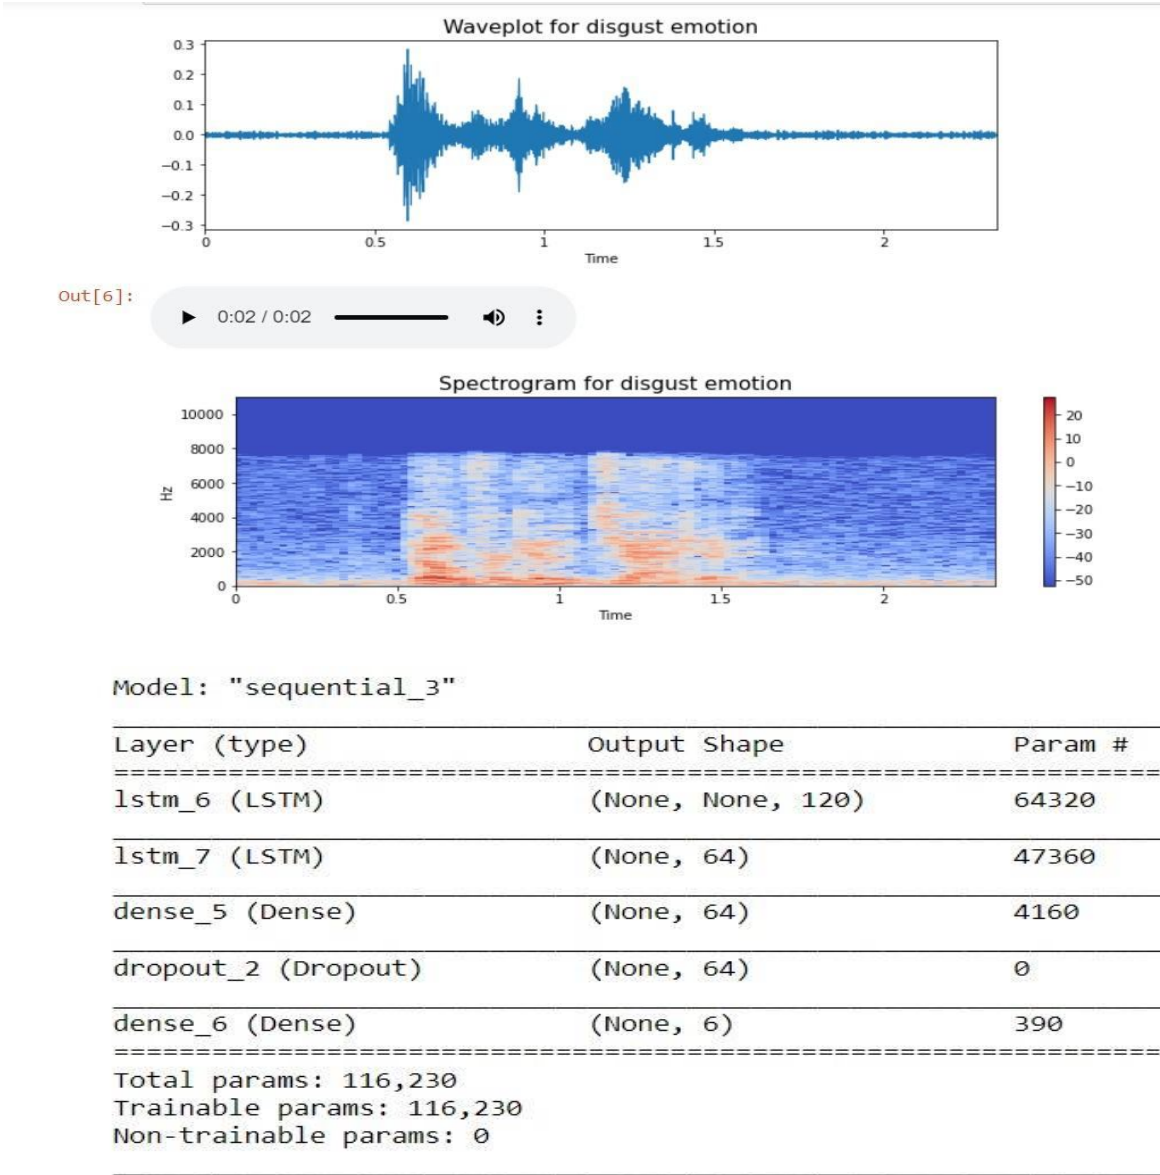 Waveplot for disgust emotion
0.3
0.2
0.1
0.0
−0.1
−0.2
−0.3
0 0.5 1 1.5 2
Time
Out[6]:
0:02 / 0:02
Spectrogram for disgust emotion
10000
8000
6000
4000
2000
0
Hz
0 0.5 1 1.5 2
Time
20
10
0
−10
−20
−30
−40
−50
Model: "sequential_3"
Layer (type) Output Shape Param #
lstm_6 (LSTM) (None, None, 120) 64320
lstm_7 (LSTM) (None, 64) 47360
dense_5 (Dense) (None, 64) 4160
dropout_2 (Dropout) (None, 64) 0
dense_6 (Dense) (None, 6) 390
Total params: 116,230
Trainable params: 116,230
Non-trainable params: 0